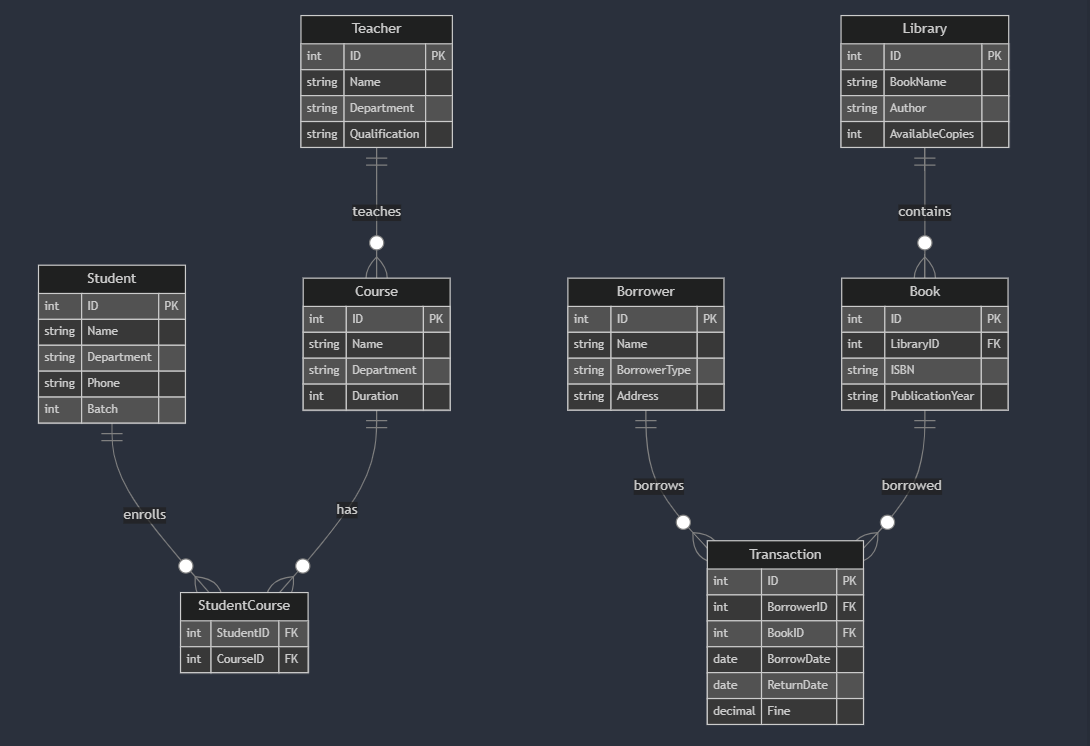 Teacher
int ID PK
string Name
string Department
string Qualification
Library
int ID PK
string BookName
string Author
int AvailableCopies
teaches
contains
Student
int ID PK
string Name
string Department
string Phone
int Batch
Course
int ID PK
string Name
string Department
int Duration
Borrower
int ID PK
string Name
string BorrowerType
string Address
Book
int ID PK
int LibraryID FK
string ISBN
string PublicationYear
enrolls
has
borrows
borrowed
StudentCourse
int StudentID FK
int CourseID FK
Transaction
int ID PK
int BorrowerID FK
int BookID FK
date BorrowDate
date ReturnDate
decimal Fine